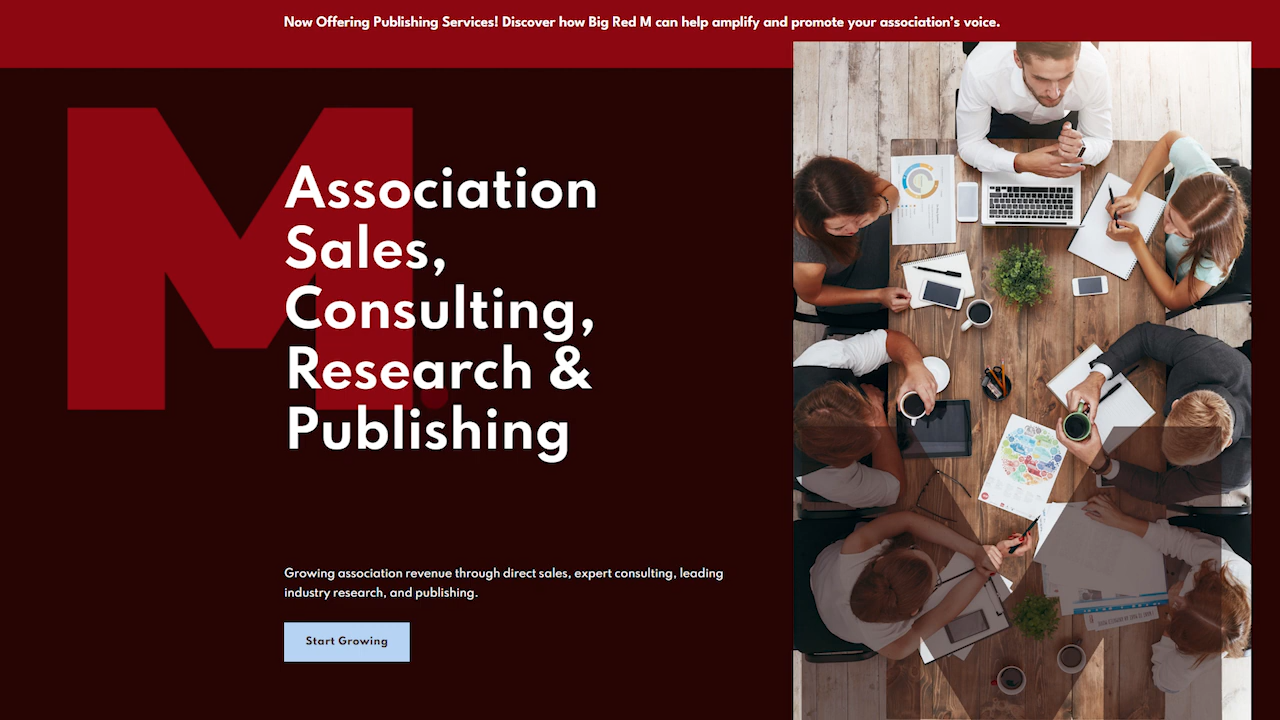 Now Offering Publishing Services! Discover how Big Red M can help amplify and promote your association's voice.
M.
Association
Sales,
Consulting,
Research &
Publishing
Growing association revenue through direct sales, expert consulting, leading
industry research, and publishing.
Start Growing